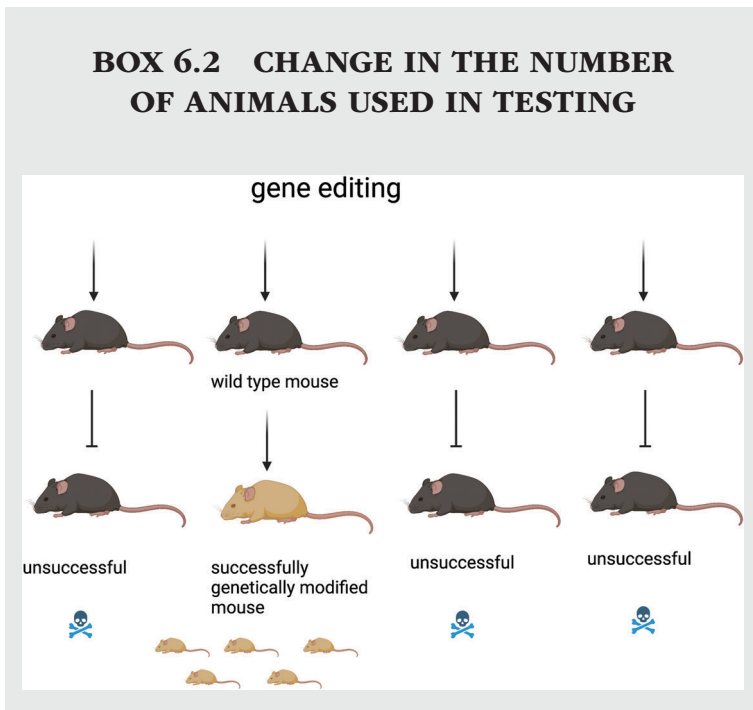 BOX 6.2 CHANGE IN THE NUMBER
OF ANIMALS USED IN TESTING
gene editing
wild type mouse
unsuccessful
successfully
genetically modified
mouse
unsuccessful
unsuccessful